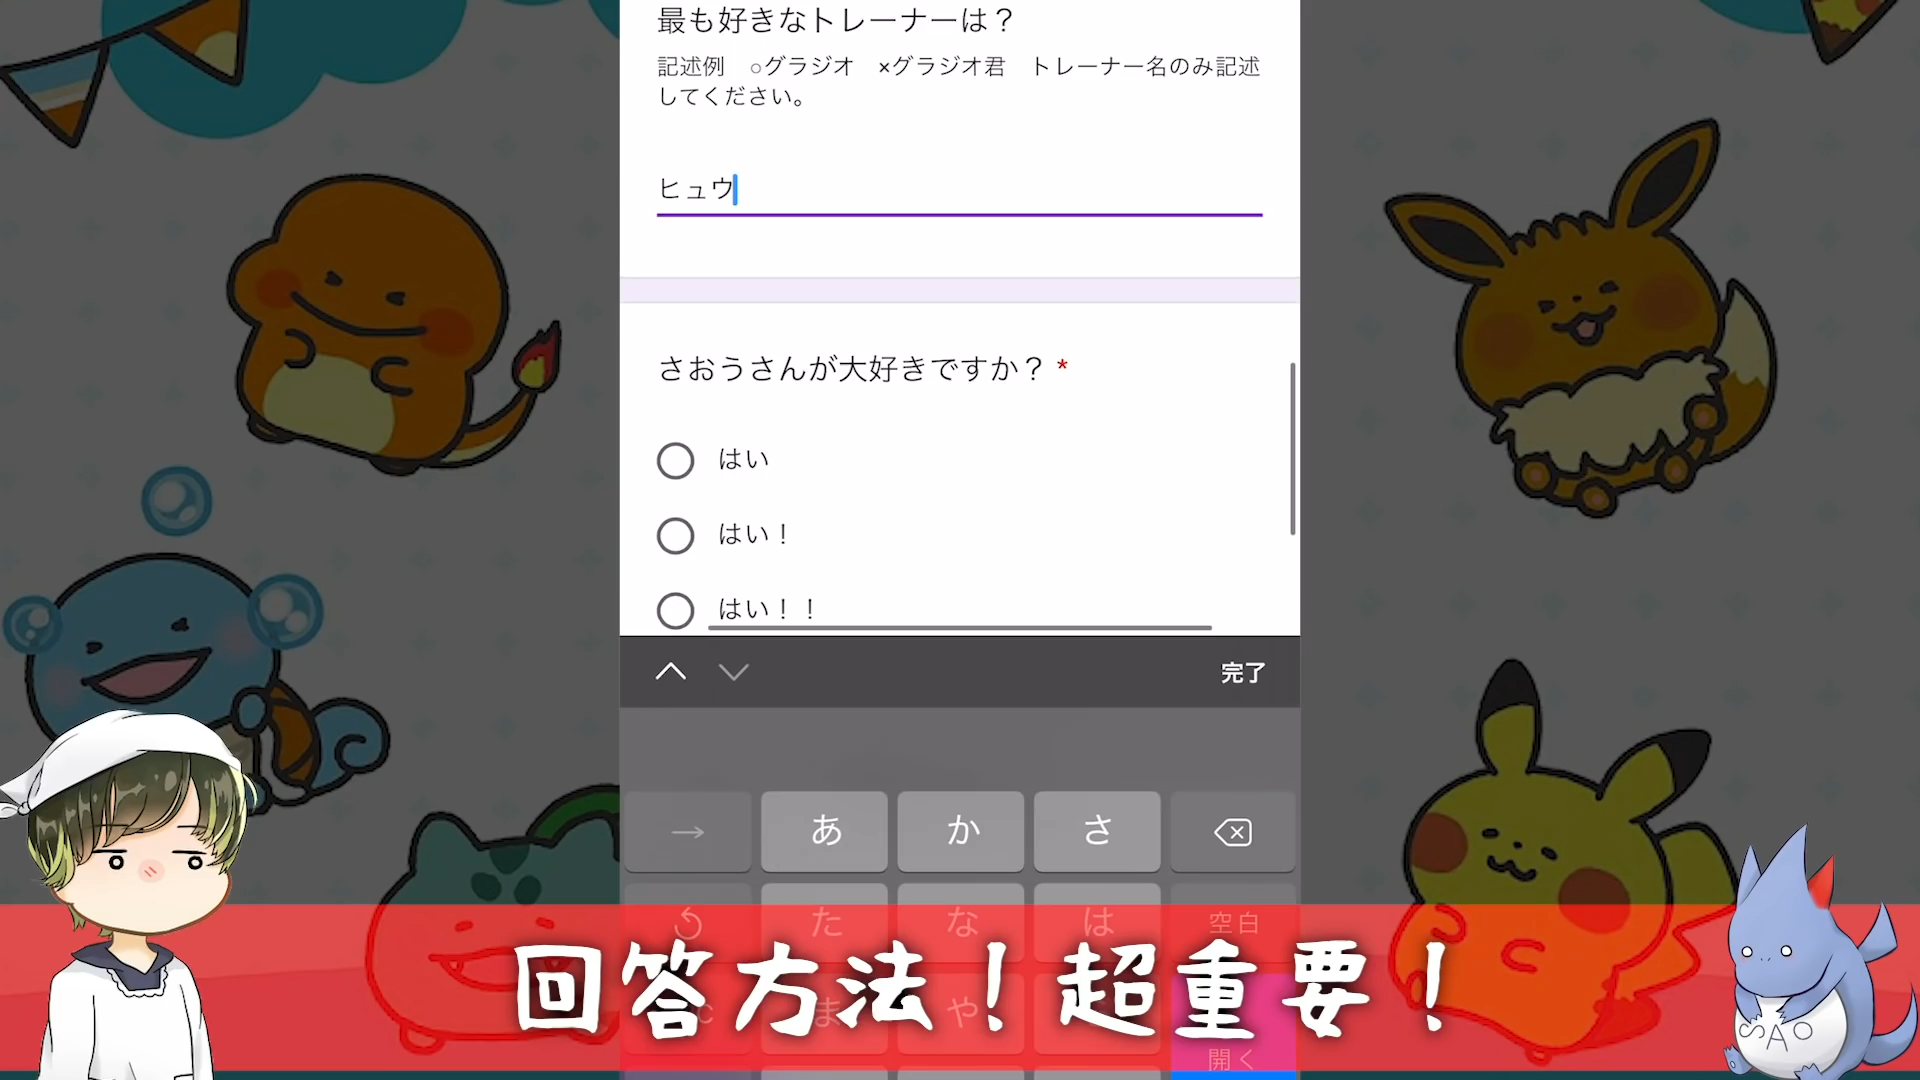 最も好きなトレーナーは？
記述例　○グラジオ　×グラジオ君　トレーナー名のみ記述
してください。
ヒュウ
さおうさんが大好きですか？ *
はい
はい！
はい！！
完了
→ あ か さ
た な は 空白
ま や
開く
回答方法！超重要！
SAO